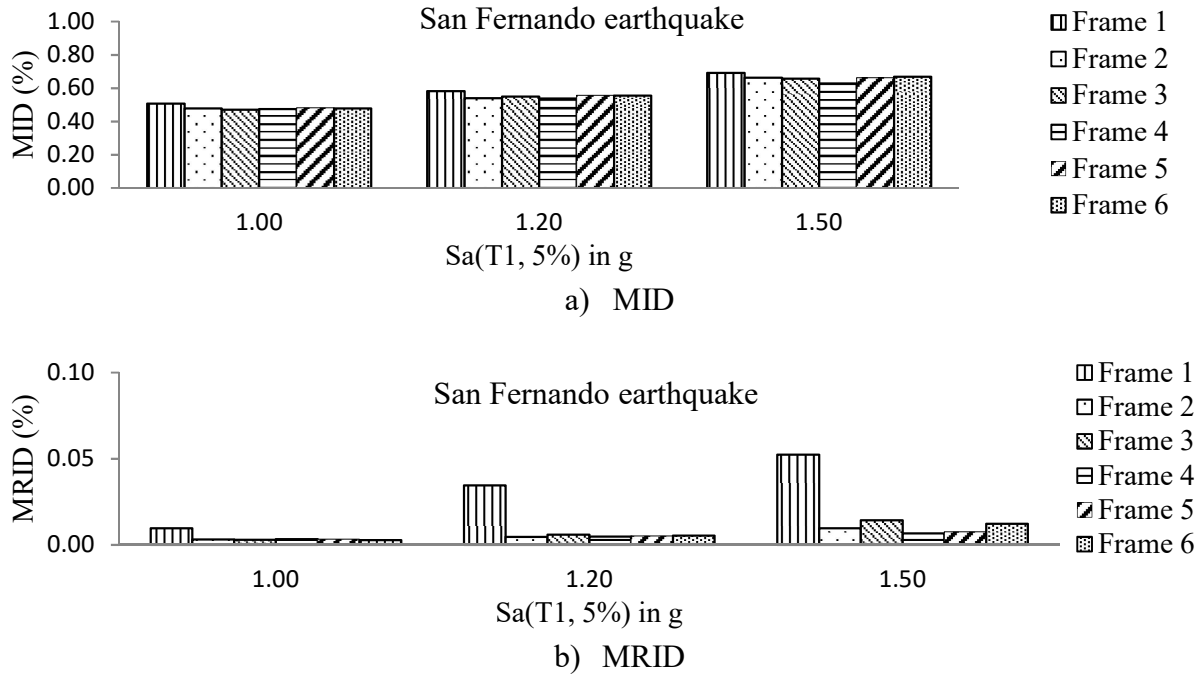 San Fernando earthquake
MID (%)
1.00
0.80
0.60
0.40
0.20
0.00
1.00 1.20 1.50
Sa(T1, 5%) in g
Frame 1
Frame 2
Frame 3
Frame 4
Frame 5
Frame 6
a) MID
San Fernando earthquake
MRID (%)
0.10
0.05
0.00
1.00 1.20 1.50
Sa(T1, 5%) in g
Frame 1
Frame 2
Frame 3
Frame 4
Frame 5
Frame 6
b) MRID